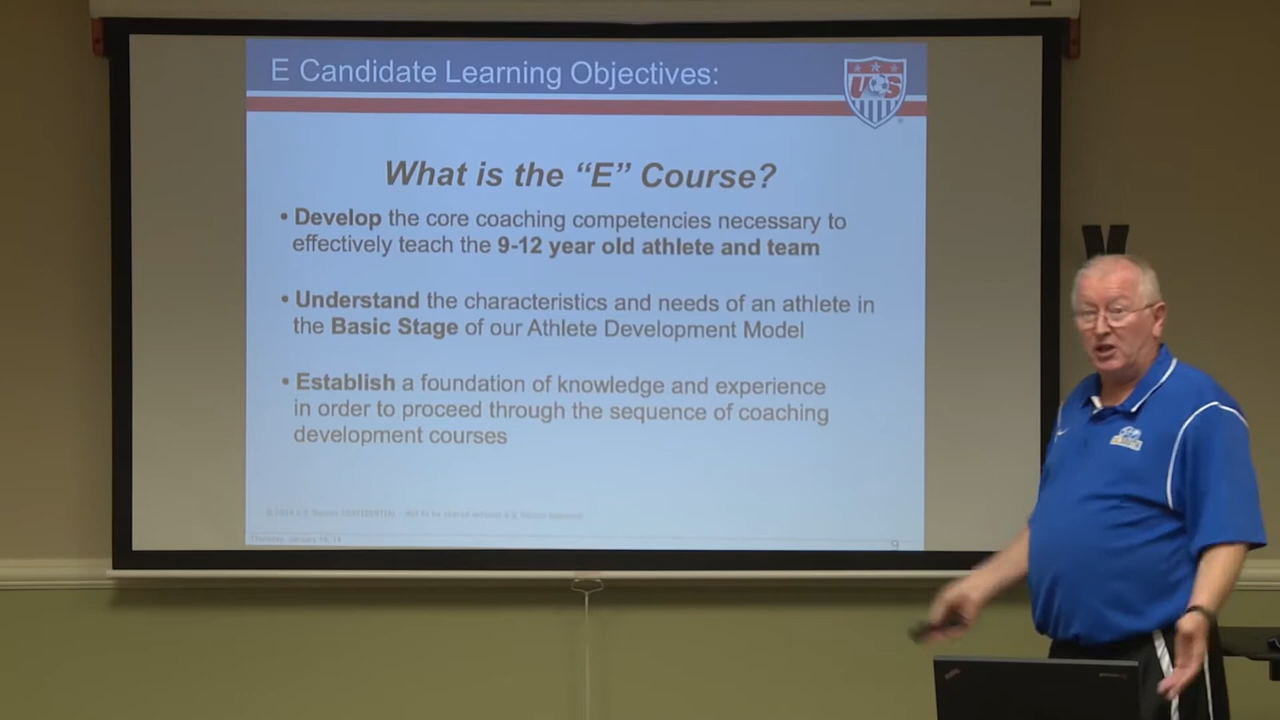 E Candidate Learning Objectives:
US
What is the “E” Course?
• Develop the core coaching competencies necessary to
effectively teach the 9-12 year old athlete and team
• Understand the characteristics and needs of an athlete in
the Basic Stage of our Athlete Development Model
• Establish a foundation of knowledge and experience
in order to proceed through the sequence of coaching
development courses
9